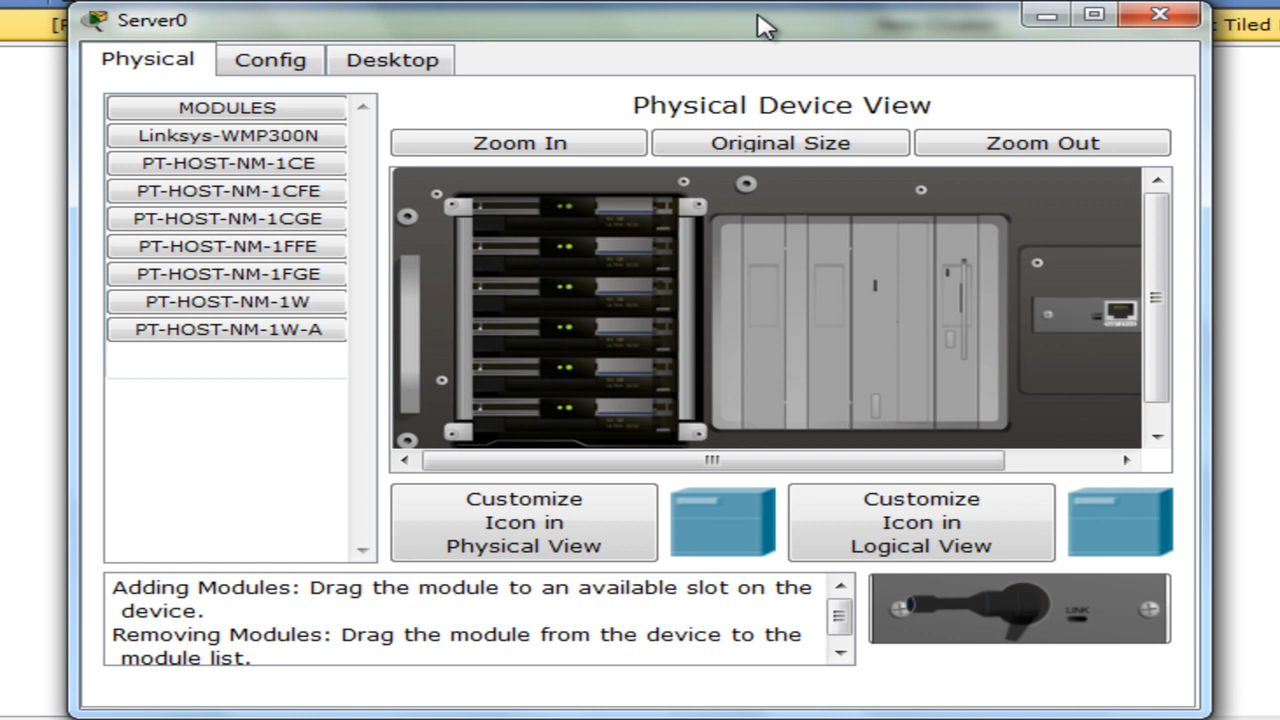 Server0
Tiled
Physical
Config
Desktop
MODULES
Linksys-WMP300N
PT-HOST-NM-1CE
PT-HOST-NM-1CFE
PT-HOST-NM-1CGE
PT-HOST-NM-1FFE
PT-HOST-NM-1FGE
PT-HOST-NM-1W
PT-HOST-NM-1W-A
Physical Device View
Zoom In
Original Size
Zoom Out
Customize
Icon in
Physical View
Customize
Icon in
Logical View
Adding Modules: Drag the module to an available slot on the
device.
Removing Modules: Drag the module from the device to the
module list.
LINK